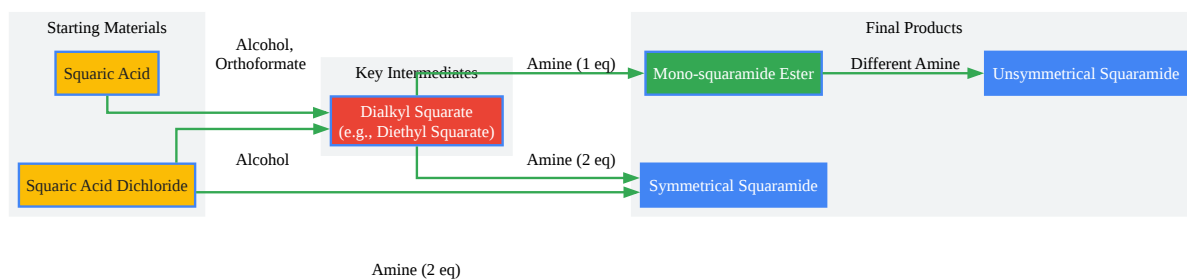 Starting Materials
Final Products
Alcohol,
Orthoformate
Squaric Acid
Key Intermediates
Amine (1 eq)
Mono-squaramide Ester
Different Amine
Unsymmetrical Squaramide
Dialkyl Squarate
(e.g., Diethyl Squarate)
Alcohol
Amine (2 eq)
Squaric Acid Dichloride
Symmetrical Squaramide
Amine (2 eq)